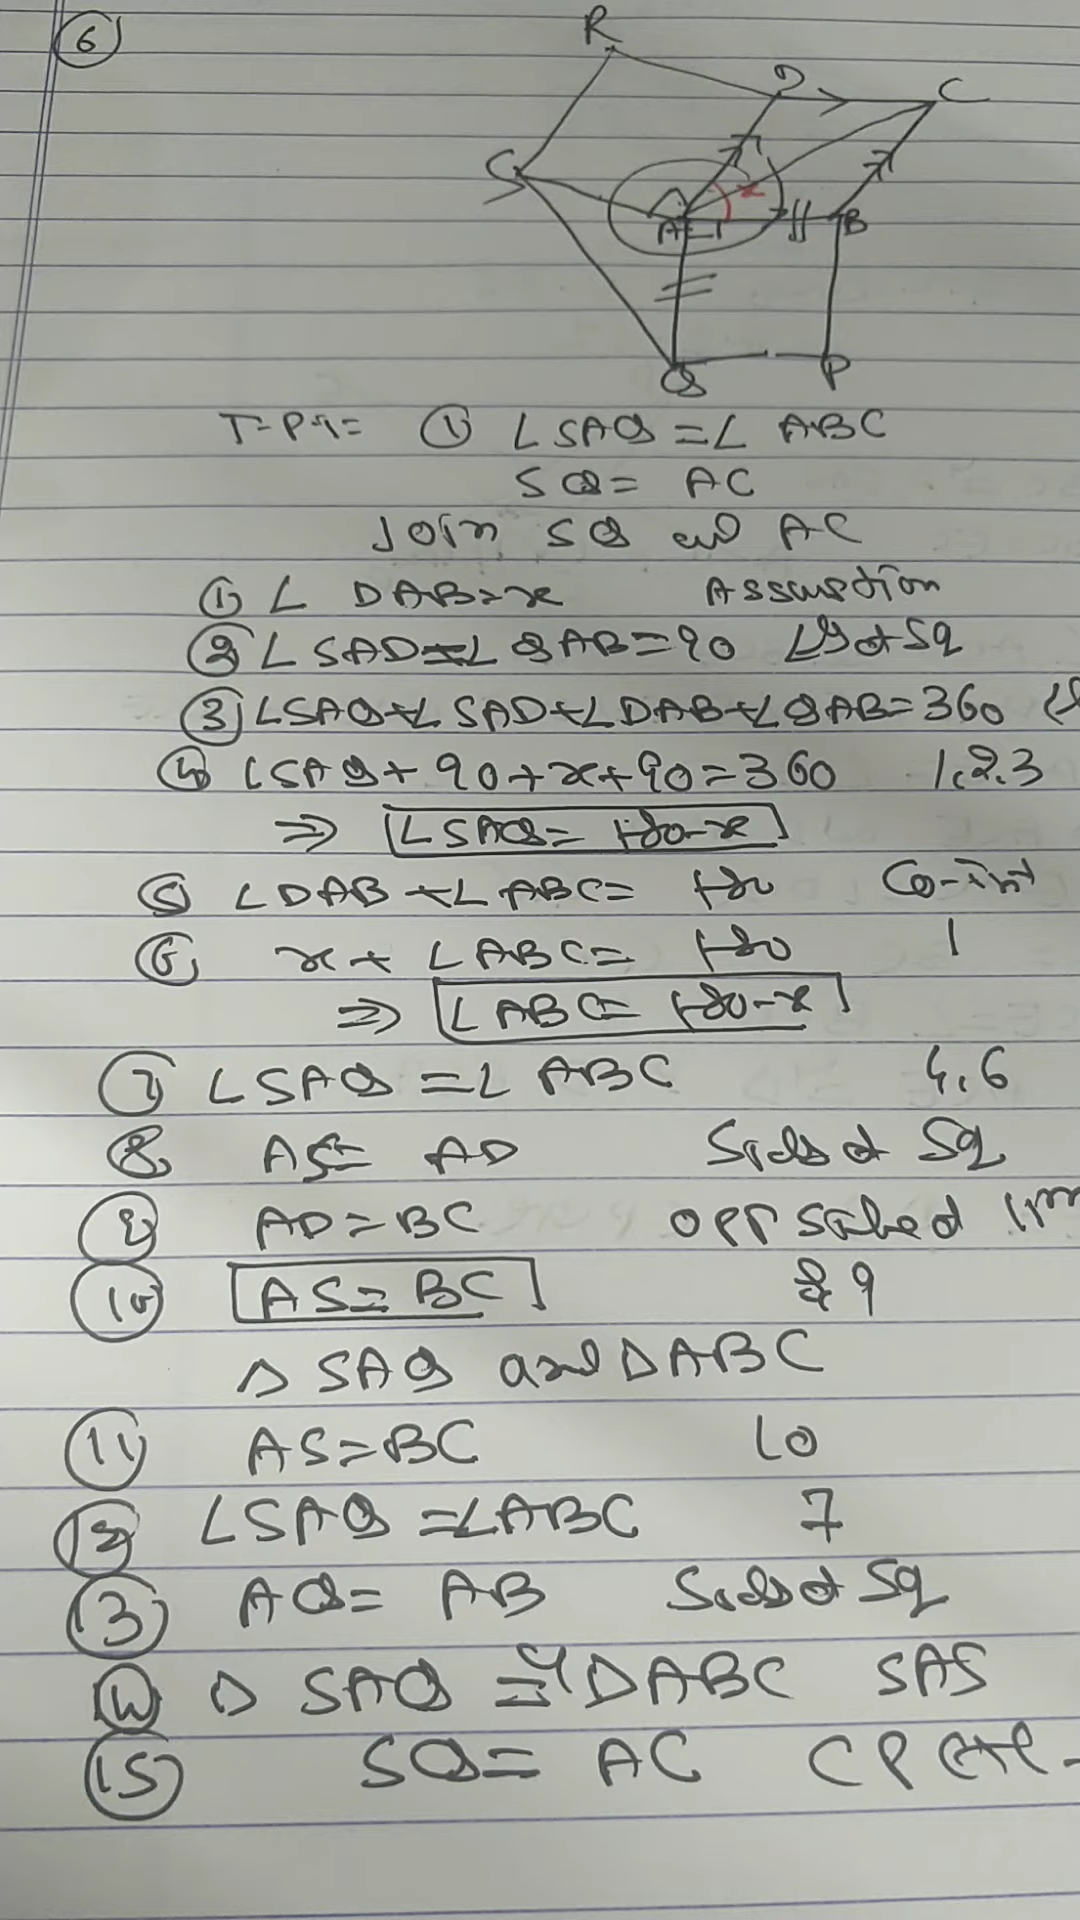 6
R
D C
S
x
A B
Q P
T.P.T= ① ∠SAQ = ∠ ABC
SQ = AC
Join SQ and AC
① ∠ DAB = x Assumption
② ∠ SAD = ∠ QAB = 90 ∠s of sq
③ ∠SAQ + ∠SAD + ∠DAB + ∠QAB = 360
④ ∠SAQ + 90 + x + 90 = 360 1,2,3
⇒ ∠SAQ = 180 - x
⑤ ∠DAB + ∠ABC = 180 Co-int
⑥ x + ∠ABC = 180 1
⇒ ∠ABC = 180 - x
⑦ ∠SAQ = ∠ ABC 4,6
⑧ AS = AD Sides of Sq
⑨ AD = BC opp sides of
⑩ AS = BC 8 9
△ SAQ and △ABC
⑪ AS = BC 10
⑫ ∠SAQ = ∠ABC 7
⑬ AQ = AB Sides of Sq
⑭ △ SAQ ≅ △ABC SAS
⑮ SQ = AC CPCTC